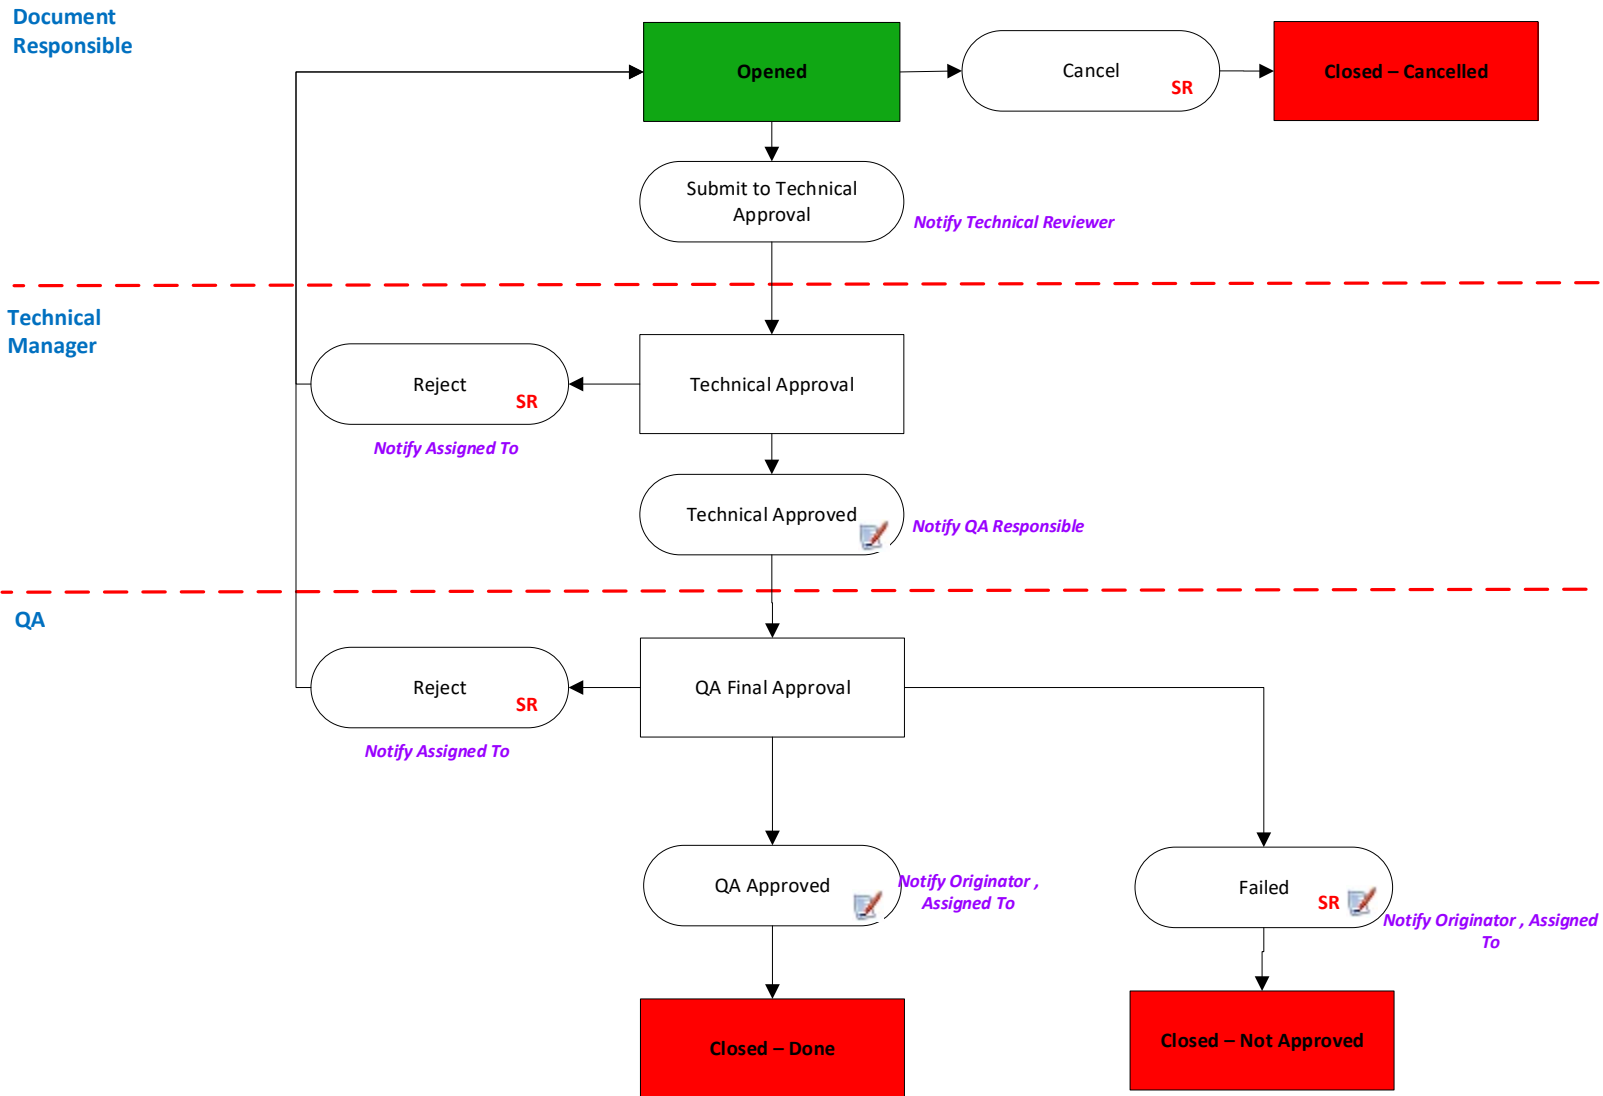 Document
Responsible
Opened
Cancel
SR
Closed – Cancelled
Submit to Technical
Approval
Notify Technical Reviewer
Technical
Manager
Reject
SR
Technical Approval
Notify Assigned To
Technical Approved
Notify QA Responsible
QA
Reject
SR
QA Final Approval
Notify Assigned To
QA Approved
Notify Originator ,
Assigned To
Failed
SR
Notify Originator , Assigned
To
Closed – Done
Closed – Not Approved